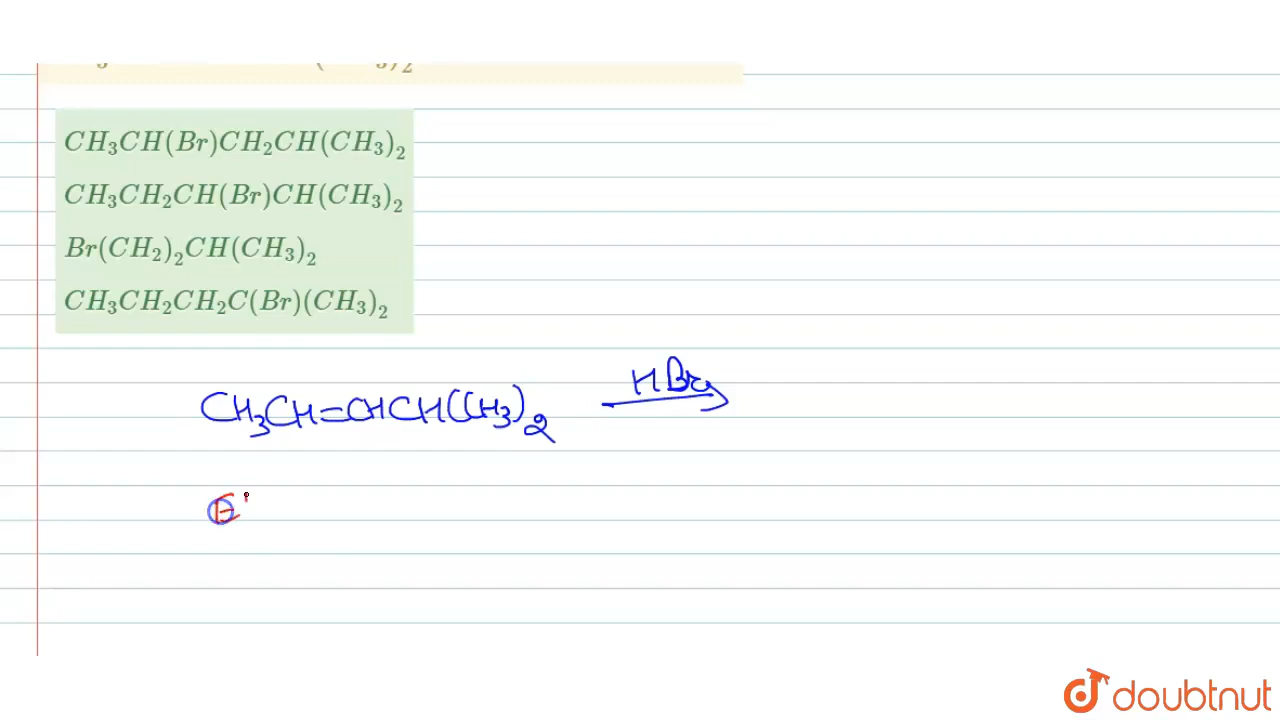 CH₃CH(Br)CH₂CH(CH₃)₂
CH₃CH₂CH(Br)CH(CH₃)₂
Br(CH₂)₂CH(CH₃)₂
CH₃CH₂CH₂C(Br)(CH₃)₂
CH₃CH=CHCH(CH₃)₂ HBr
E
doubtnut